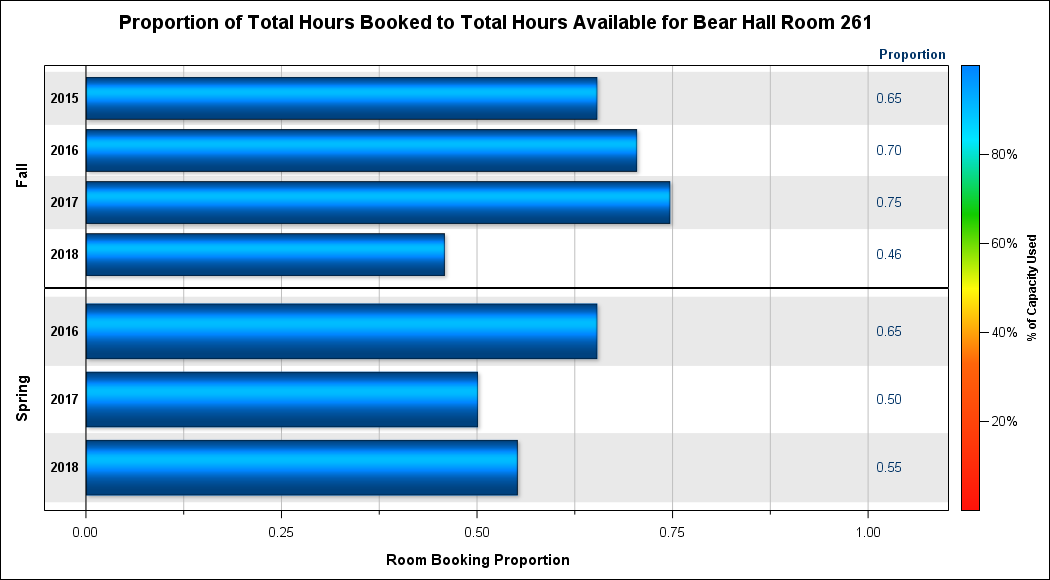 Proportion of Total Hours Booked to Total Hours Available for Bear Hall Room 261
Proportion
Fall
2015 0.65
2016 0.70
2017 0.75
2018 0.46
Spring
2016 0.65
2017 0.50
2018 0.55
0.00 0.25 0.50 0.75 1.00
Room Booking Proportion
80%
60%
40%
20%
% of Capacity Used